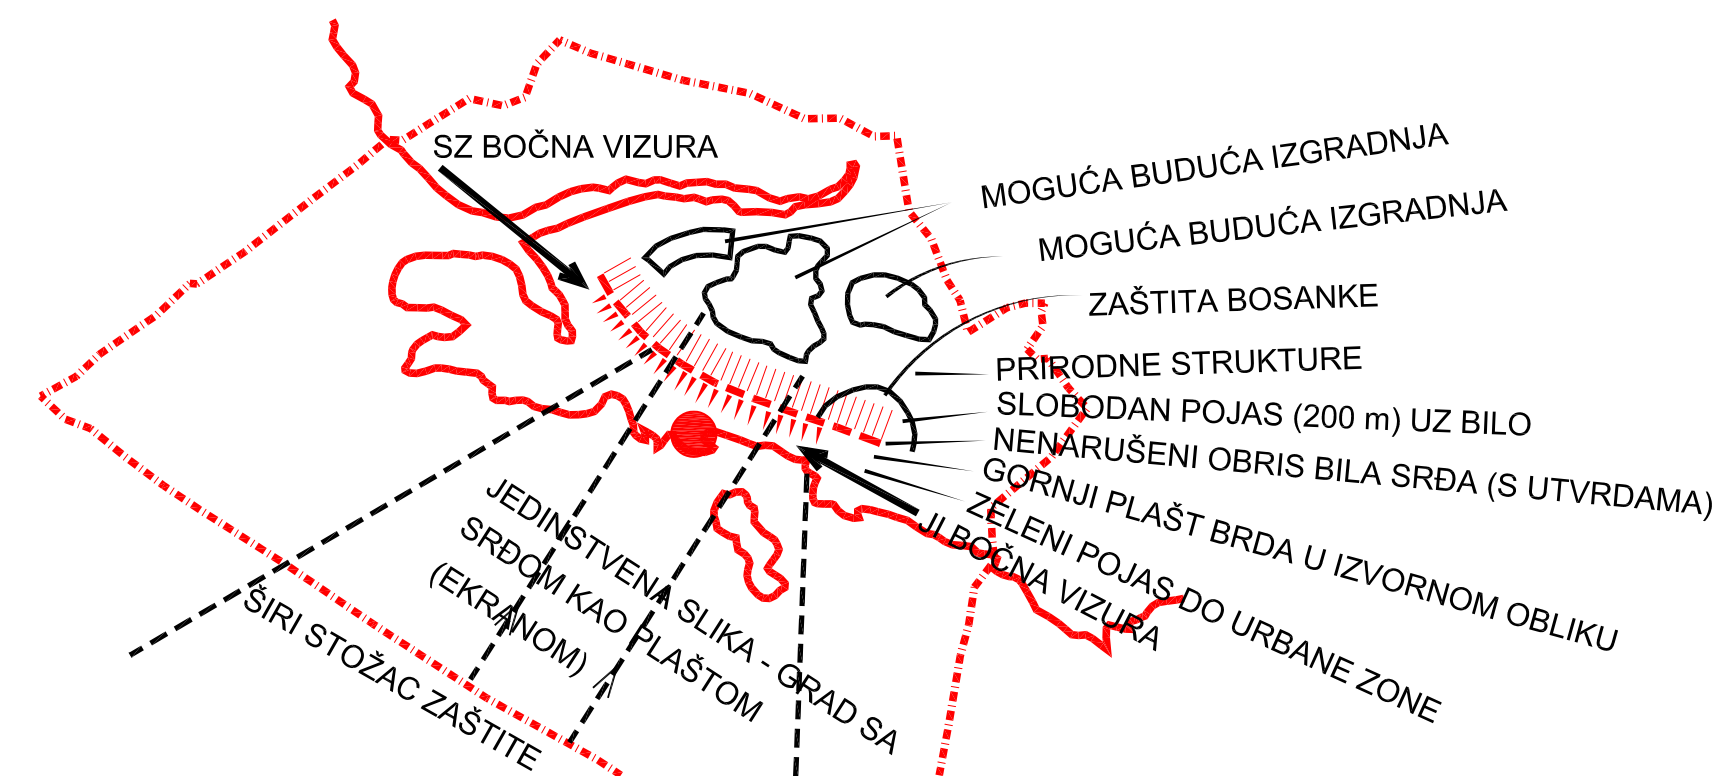 SZ BOČNA VIZURA
MOGUĆA BUDUĆA IZGRADNJA
MOGUĆA BUDUĆA IZGRADNJA
ZAŠTITA BOSANKE
PRIRODNE STRUKTURE
SLOBODAN POJAS (200 m) UZ BILO
NENARUŠENI OBRIS BILA SRĐA (S UTVRDAMA)
GORNJI PLAŠT BRDA U IZVORNOM OBLIKU
ZELENI POJAS DO URBANE ZONE
JI BOČNA VIZURA
JEDINSTVENA SLIKA - GRAD SA
SRĐOM KAO PLAŠTOM
(EKRANOM)
ŠIRI STOŽAC ZAŠTITE